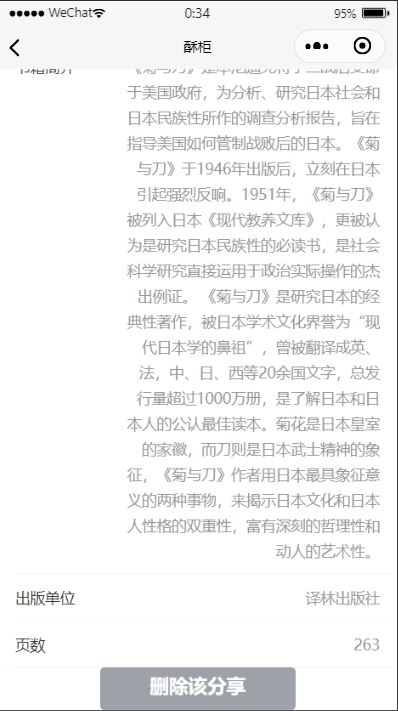 WeChat
0:34
95%
酥柜
于美国政府，为分析、研究日本社会和
日本民族性所作的调查分析报告，旨在
指导美国如何管制战败后的日本。《菊
与刀》于1946年出版后，立刻在日本
引起强烈反响。1951年，《菊与刀》
被列入日本《现代教养文库》，更被认
为是研究日本民族性的必读书，是社会
科学研究直接运用于政治实际操作的杰
出例证。 《菊与刀》是研究日本的经
典性著作，被日本学术文化界誉为“现
代日本学的鼻祖”，曾被翻译成英、
法，中、日、西等20余国文字，总发
行量超过1000万册，是了解日本和日
本人的公认最佳读本。菊花是日本皇室
的家徽，而刀则是日本武士精神的象
征，《菊与刀》作者用日本最具象征意
义的两种事物，来揭示日本文化和日本
人性格的双重性，富有深刻的哲理性和
动人的艺术性。
出版单位
译林出版社
页数
263
删除该分享